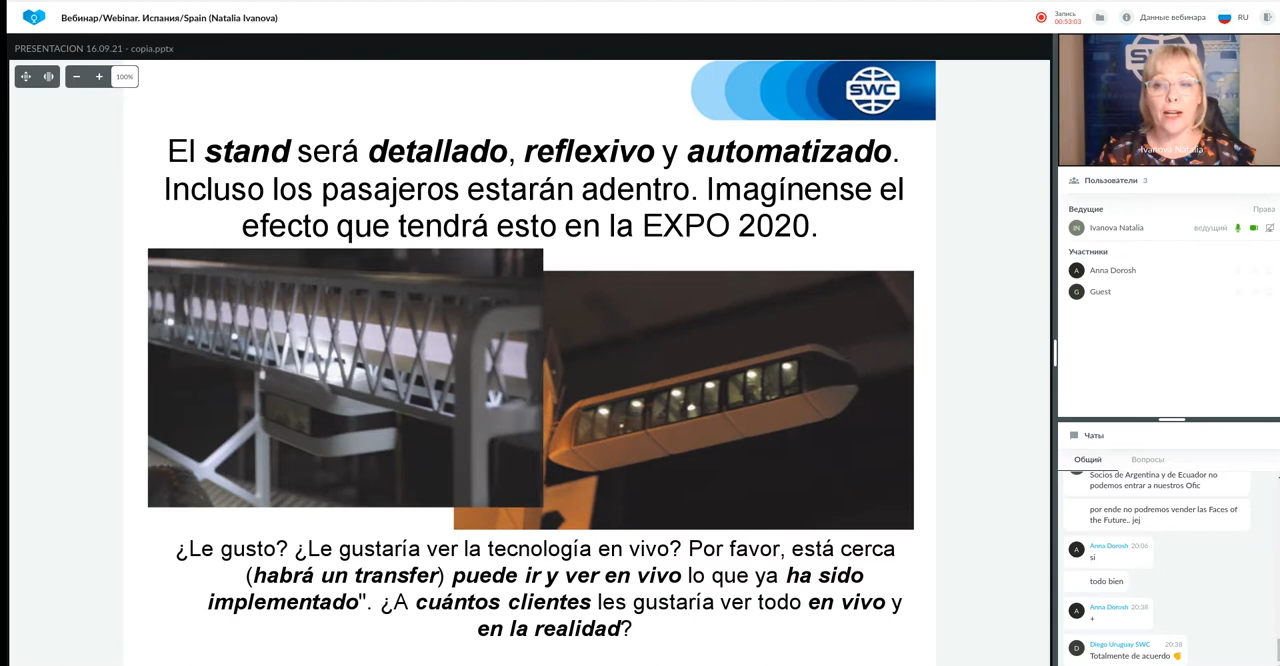 Вебинар/Webinar. Испания/Spain (Natalia Ivanova)
Запись
00:53:03
Данные вебинара
RU
PRESENTACION 16.09.21 - copia.pptx
100%
SWC
El stand será detallado, reflexivo y automatizado.
Incluso los pasajeros estarán adentro. Imagínense el
efecto que tendrá esto en la EXPO 2020.
¿Le gusto? ¿Le gustaría ver la tecnología en vivo? Por favor, está cerca
(habrá un transfer) puede ir y ver en vivo lo que ya ha sido
implementado". ¿A cuántos clientes les gustaría ver todo en vivo y
en la realidad?
Ivanova Natalia
Пользователи 3
Ведущие
Права
IN
Ivanova Natalia
ведущий
Участники
A
Anna Dorosh
G
Guest
Чаты
Общий
Вопросы
Socios de Argentina y de Ecuador no
podemos entrar a nuestros Ofic
por ende no podremos vender las Faces of
the Future.. jej
A
Anna Dorosh 20:06
si
todo bien
A
Anna Dorosh 20:38
+
D
Diego Uruguay SWC 20:38
Totalmente de acuerdo